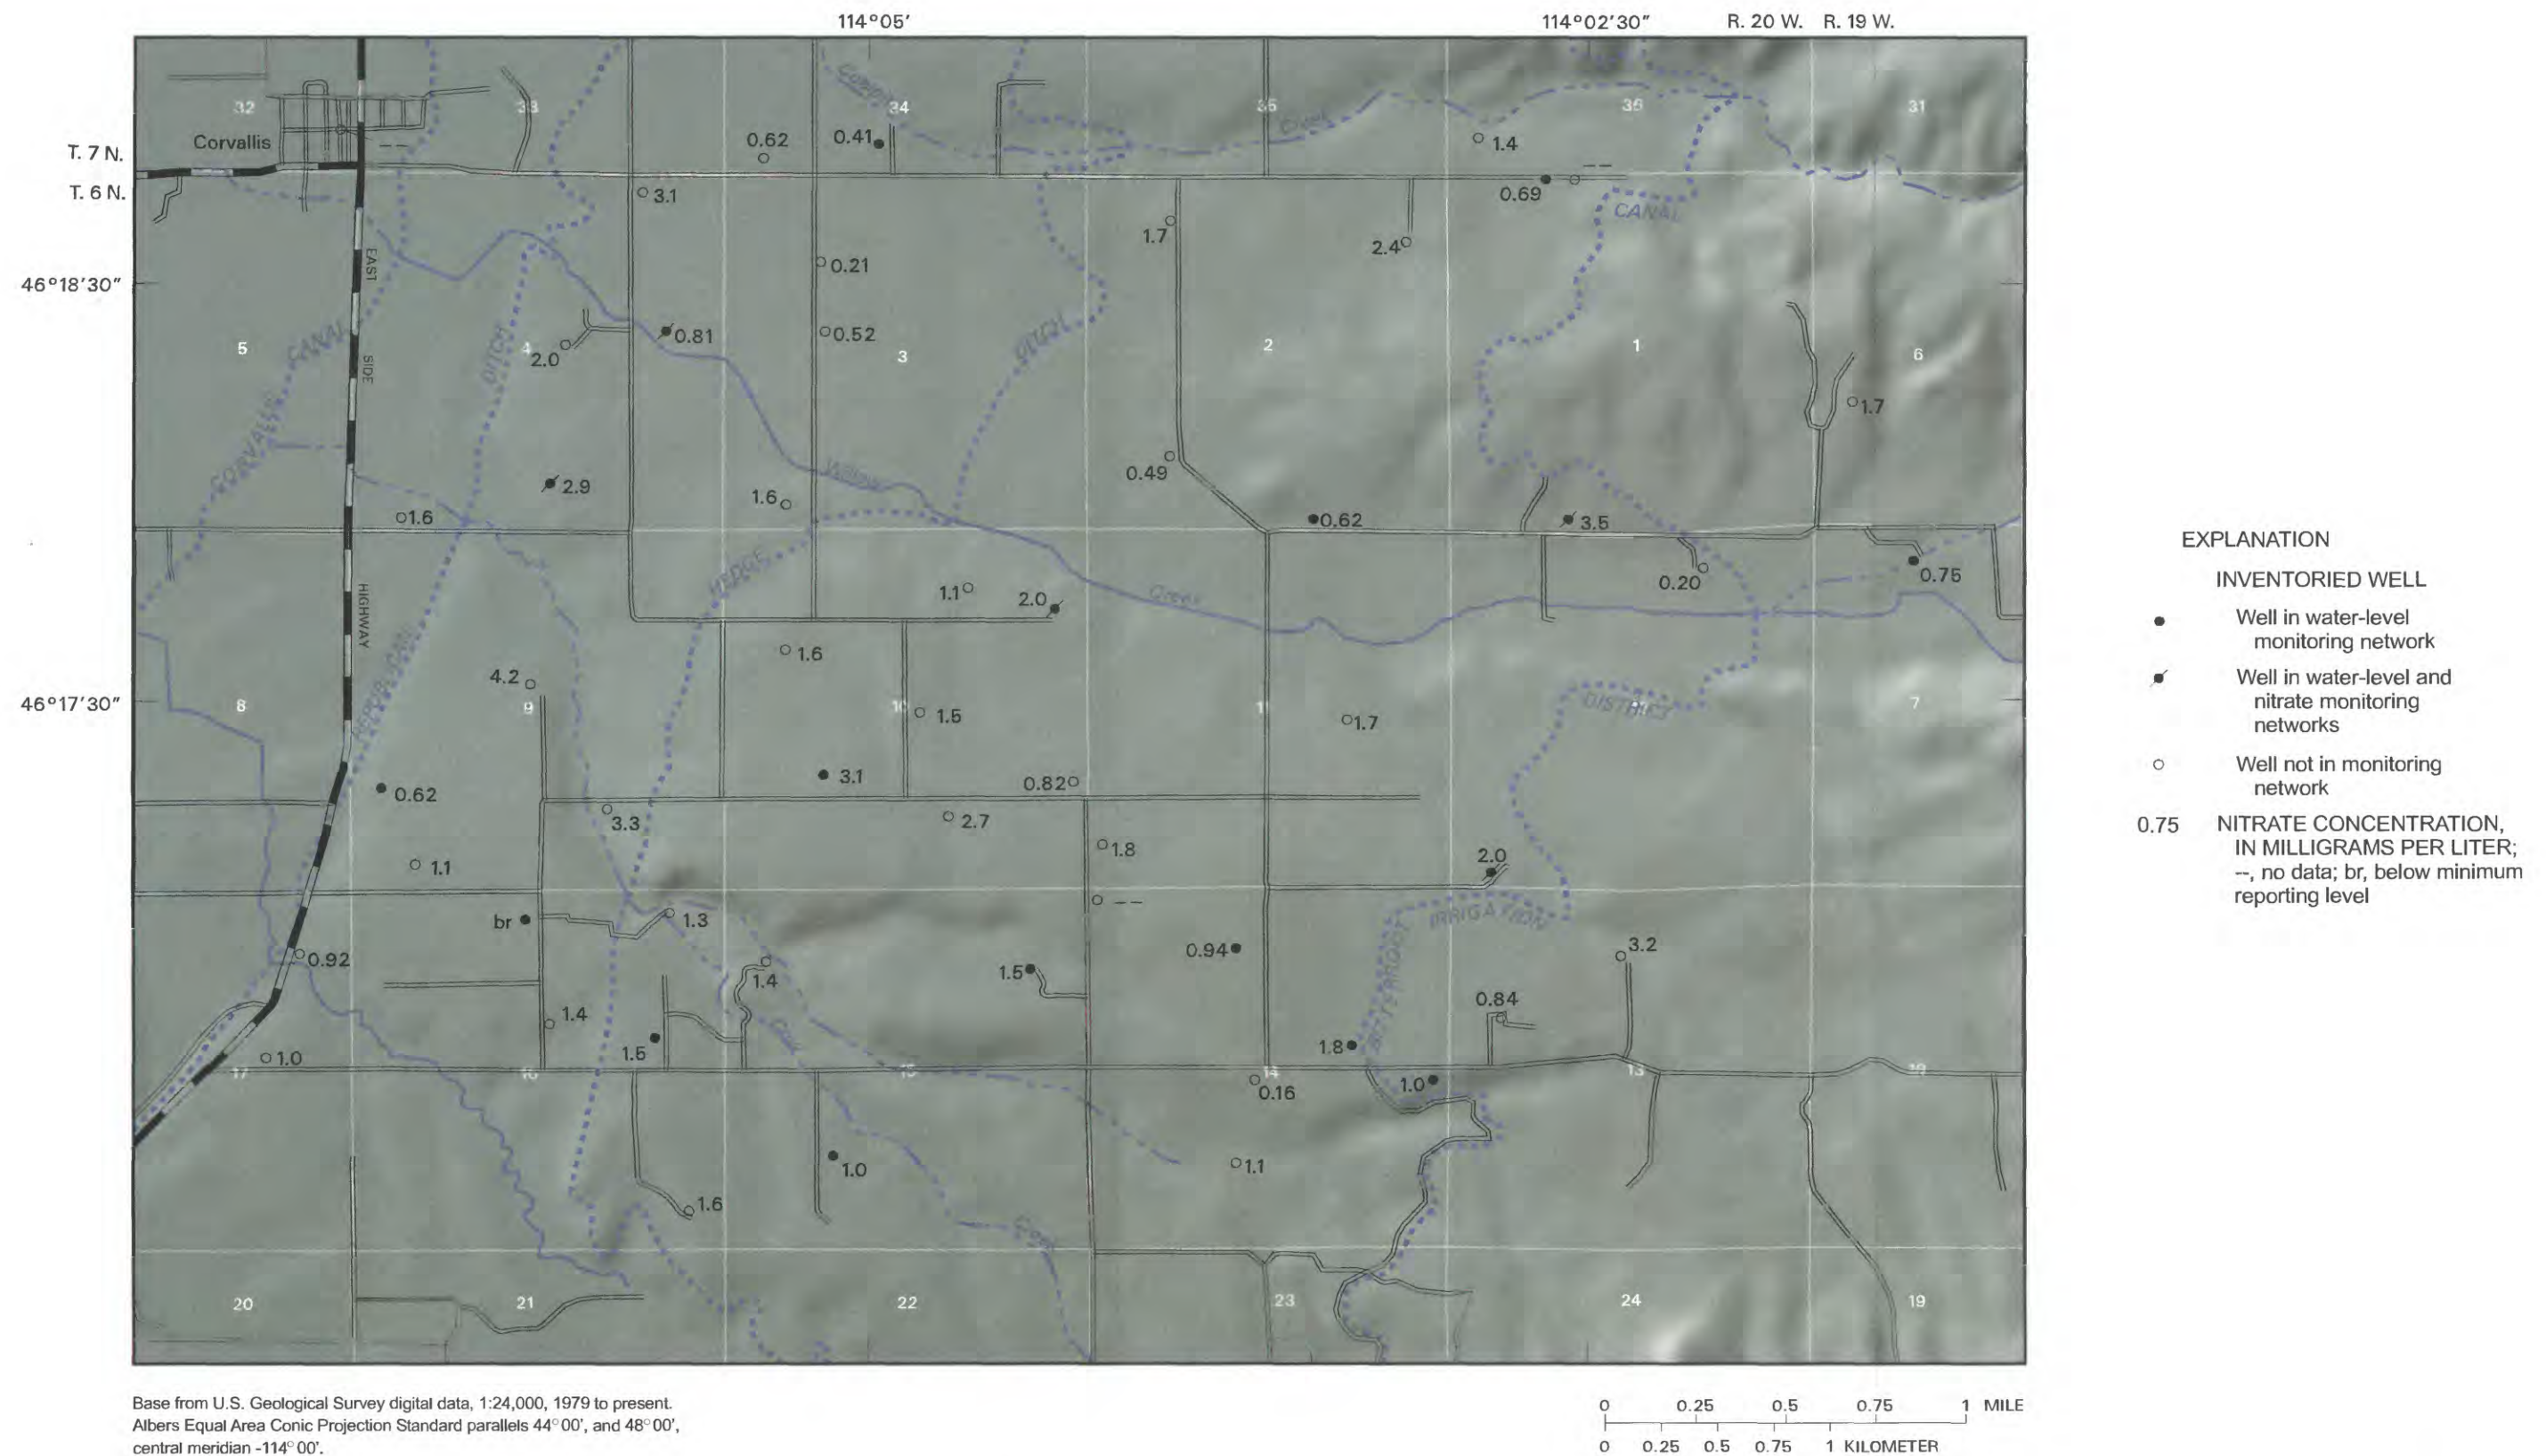 114°05′
114°02′30″
R. 20 W. R. 19 W.
32
33
34
35
36
31
Corvallis
--
0.62
0.41
Creek
1.4
T. 7 N.
T. 6 N.
3.1
0.69
--
CANAL
1.7
2.4
EAST
0.21
46°18′30″
CANAL
DITCH
0.81
0.52
DITCH
5
4
2.0
3
2
1
6
SIDE
1.7
CORVALLIS
2.9
1.6
Willow
0.49
1.6
0.62
3.5
HEDGE
1.1
2.0
Creek
0.20
0.75
HIGHWAY
REPUBLICAN
1.6
4.2
46°17′30″
8
9
10
1.5
11
1.7
DISTRICT
7
3.1
0.82
0.62
3.3
2.7
1.8
1.1
2.0
--
br
1.3
IRRIGATION
BITTERROOT
0.92
0.94
3.2
1.5
1.4
0.84
1.4
Cow
1.5
1.8
1.0
17
16
15
14
13
18
1.0
0.16
1.0
1.1
1.6
Creek
20
21
22
23
24
19
EXPLANATION
INVENTORIED WELL
Well in water-level
monitoring network
Well in water-level and
nitrate monitoring
networks
Well not in monitoring
network
0.75 NITRATE CONCENTRATION,
IN MILLIGRAMS PER LITER;
--, no data; br, below minimum
reporting level
Base from U.S. Geological Survey digital data, 1:24,000, 1979 to present.
Albers Equal Area Conic Projection Standard parallels 44°00′, and 48°00′,
central meridian -114°00′.
0 0.25 0.5 0.75 1 MILE
0 0.25 0.5 0.75 1 KILOMETER